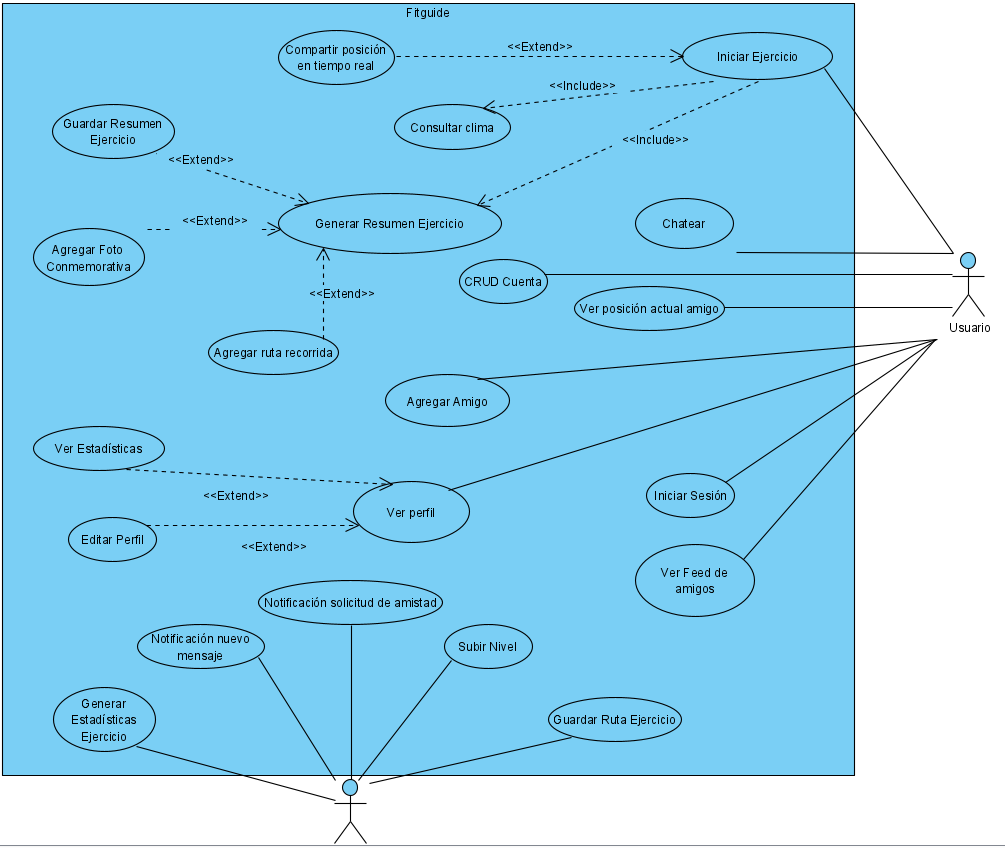 Fitguide
Compartir posición
en tiempo real
<<Extend>>
Iniciar Ejercicio
<<Include>>
Consultar clima
Guardar Resumen
Ejercicio
<<Include>>
<<Extend>>
Generar Resumen Ejercicio
<<Extend>>
Chatear
Agregar Foto
Conmemorativa
CRUD Cuenta
<<Extend>>
Ver posición actual amigo
Usuario
Agregar ruta recorrida
Agregar Amigo
Ver Estadísticas
<<Extend>>
Iniciar Sesión
Ver perfil
Editar Perfil
<<Extend>>
Ver Feed de
amigos
Notificación solicitud de amistad
Notificación nuevo
mensaje
Subir Nivel
Generar
Estadísticas
Ejercicio
Guardar Ruta Ejercicio